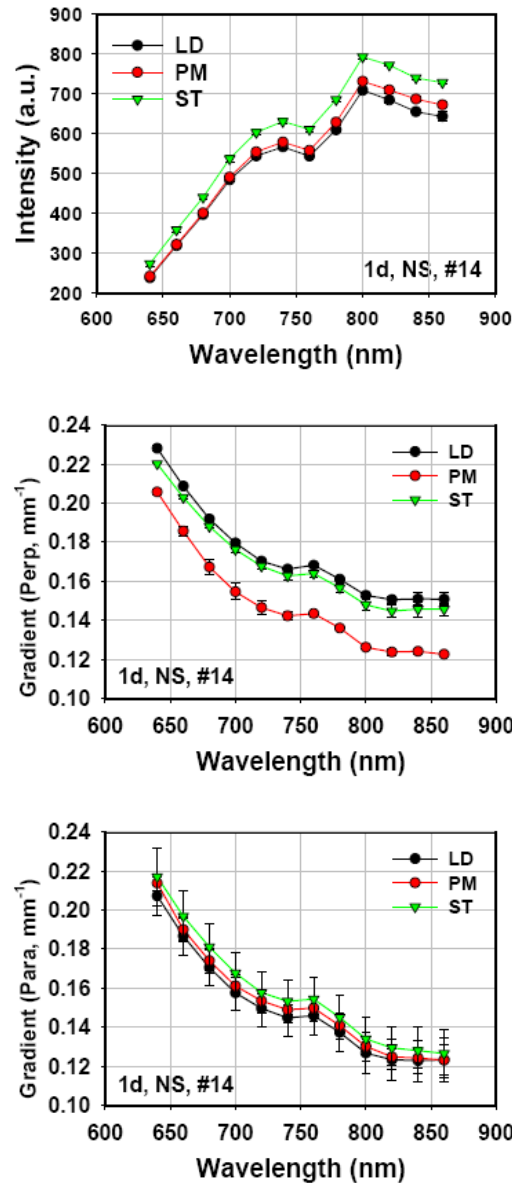 900
800
700
600
500
400
300
200
Intensity (a.u.)
LD
PM
ST
1d, NS, #14
600 650 700 750 800 850 900
Wavelength (nm)
0.24
0.22
0.20
0.18
0.16
0.14
0.12
0.10
Gradient (Perp, mm⁻¹)
LD
PM
ST
1d, NS, #14
600 650 700 750 800 850 900
Wavelength (nm)
0.24
0.22
0.20
0.18
0.16
0.14
0.12
0.10
Gradient (Para, mm⁻¹)
LD
PM
ST
1d, NS, #14
600 650 700 750 800 850 900
Wavelength (nm)